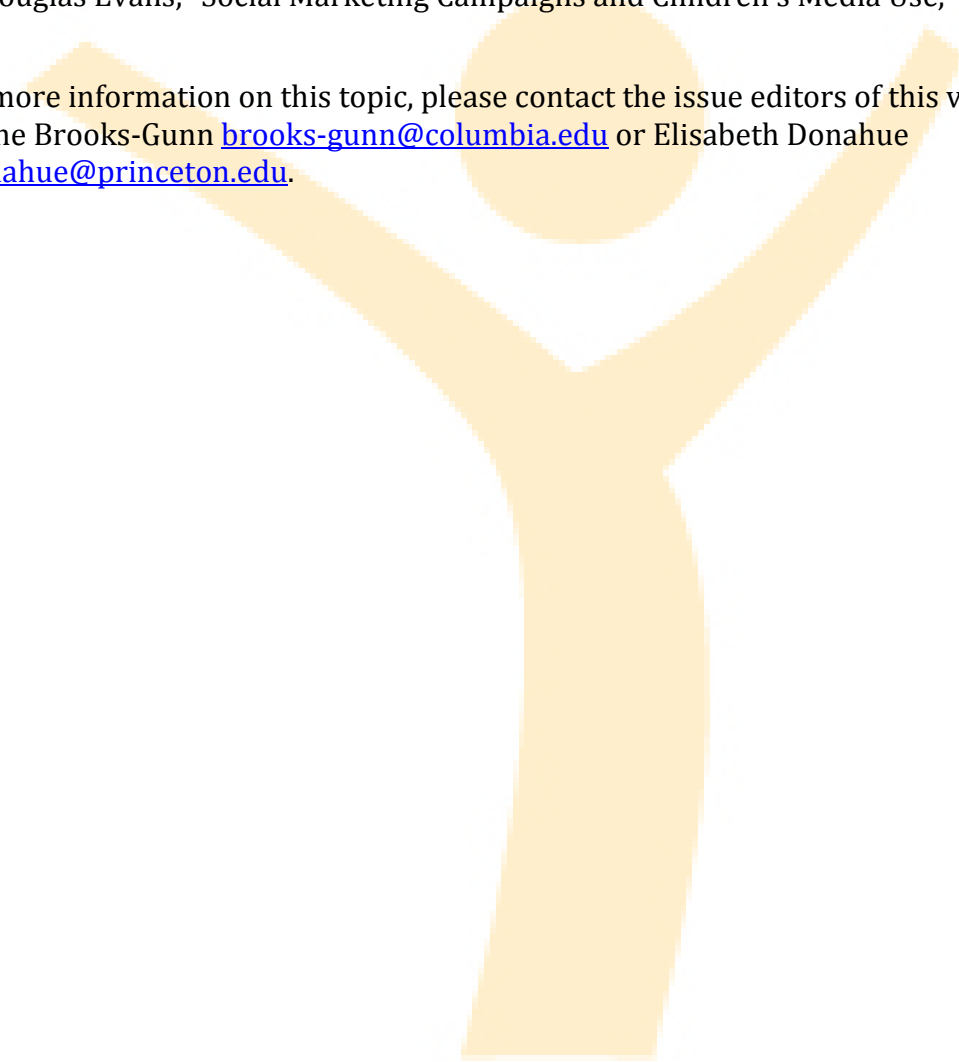 ouglas Evans, “Social Marketing Campaigns and Children’s Media Use,”
more information on this topic, please contact the issue editors of this v
ne Brooks-Gunn brooks-gunn@columbia.edu or Elisabeth Donahue
ahue@princeton.edu.